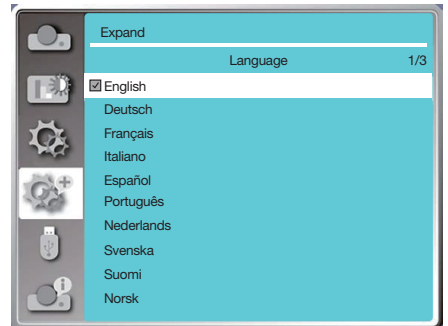 Expand
Language 1/3
English
Deutsch
Français
Italiano
Español
Português
Nederlands
Svenska
Suomi
Norsk